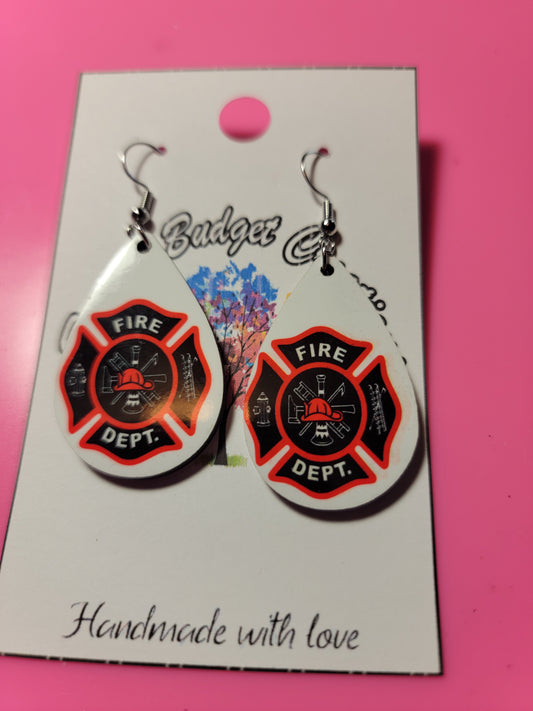 Budget
FIRE
DEPT.
FIRE
DEPT.
Handmade with love